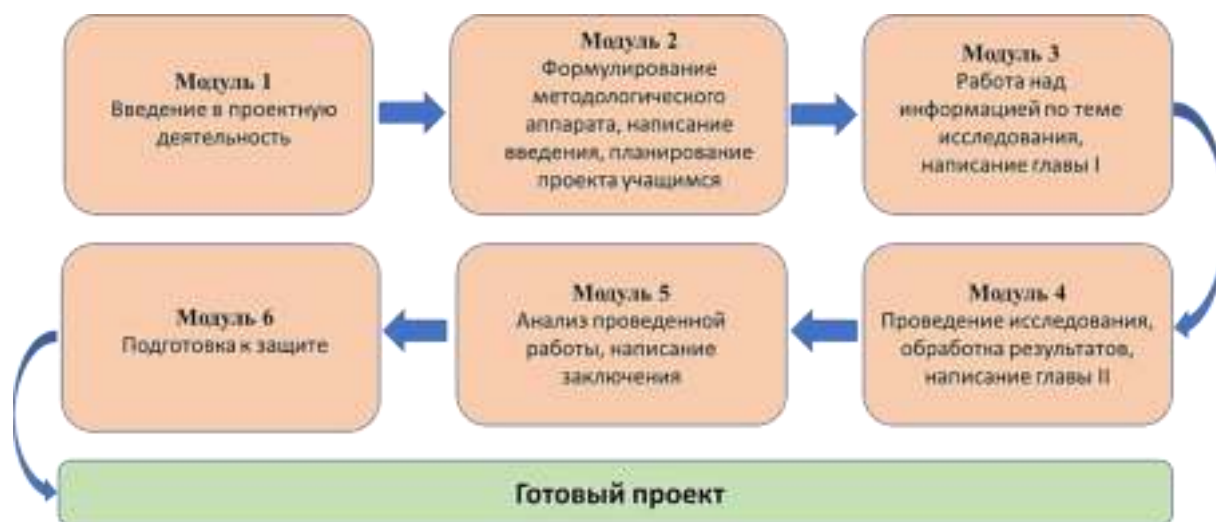 Модуль 1
Введение в проектную
деятельность
Модуль 2
Формулирование
методологического
аппарата, написание
введения, планирование
проекта учащимся
Модуль 3
Работа над
информацией по теме
исследования,
написание главы I
Модуль 4
Проведение исследования,
обработка результатов,
написание главы II
Модуль 5
Анализ проведенной
работы, написание
заключения
Модуль 6
Подготовка к защите
Готовый проект